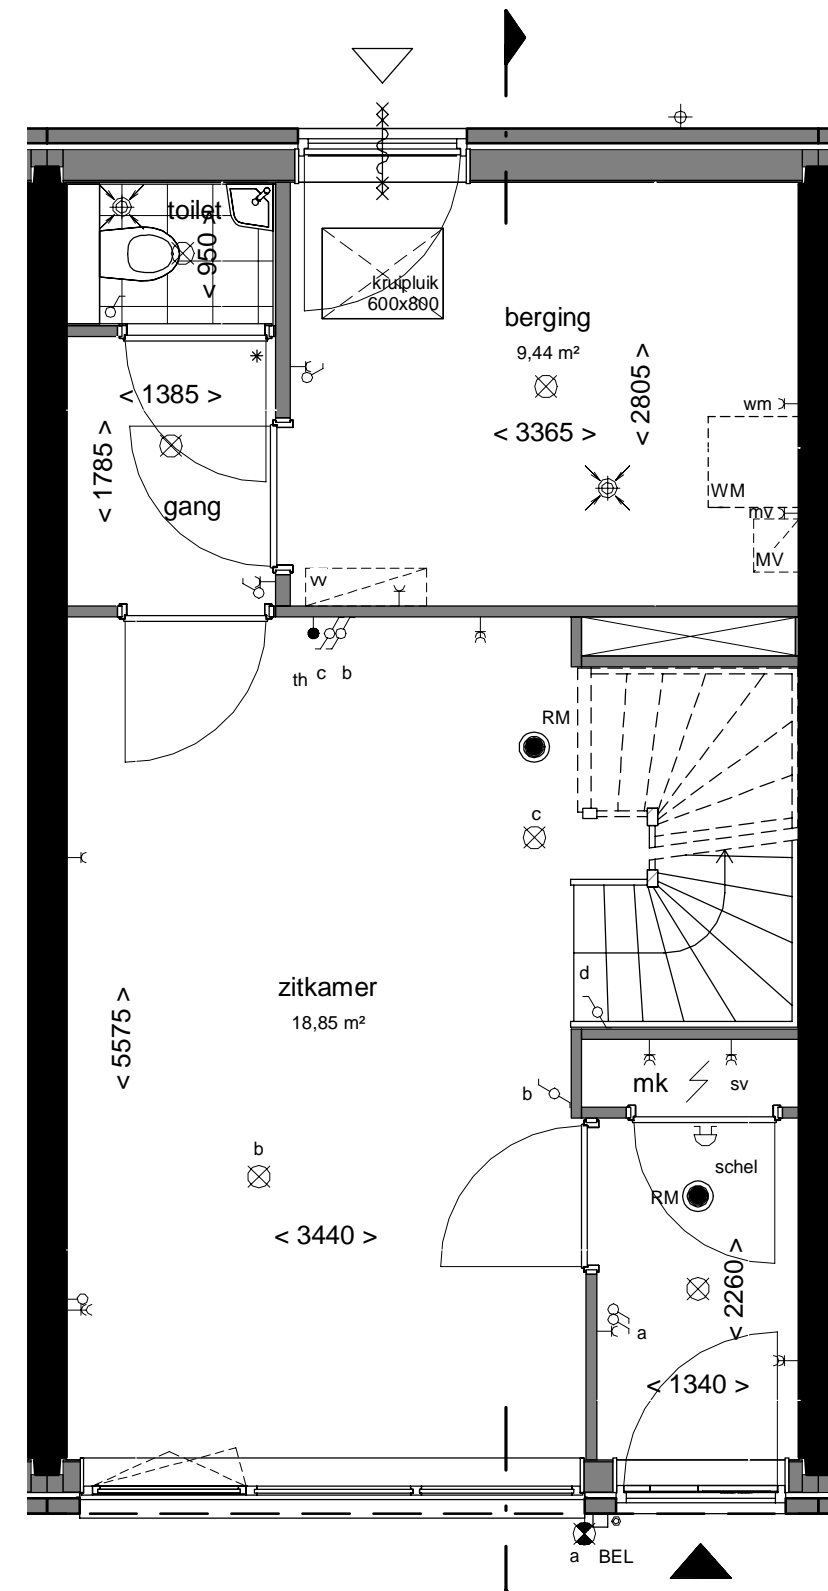 toilet
< 950 >
kruipluik
600x800
berging
9,44 m²
< 2805 >
wm
< 1385 >
< 3365 >
< 1785 >
WM
gang
mv
MV
vv
th c b
RM
c
d
zitkamer
18,85 m²
< 5575 >
mk
sv
b
b
schel
RM
< 3440 >
< 2260 >
a
< 1340 >
a BEL